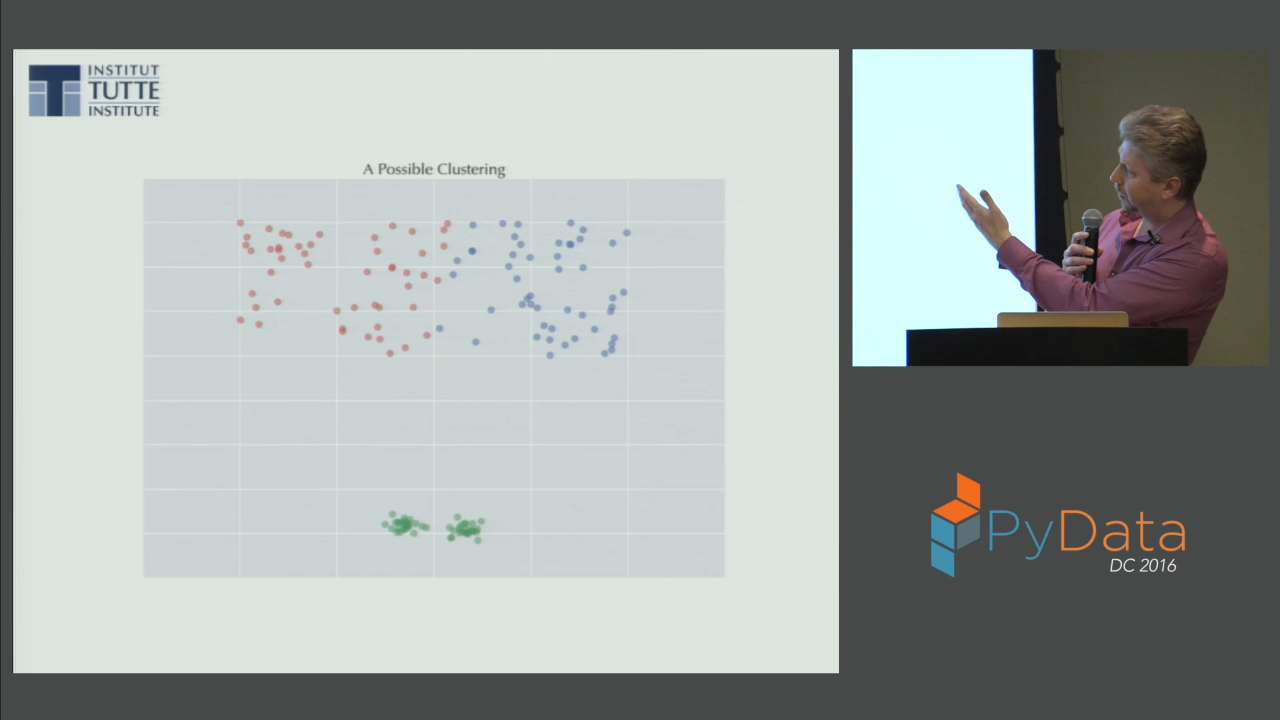 INSTITUT
TUTTE
INSTITUTE
A Possible Clustering
PyData
DC 2016